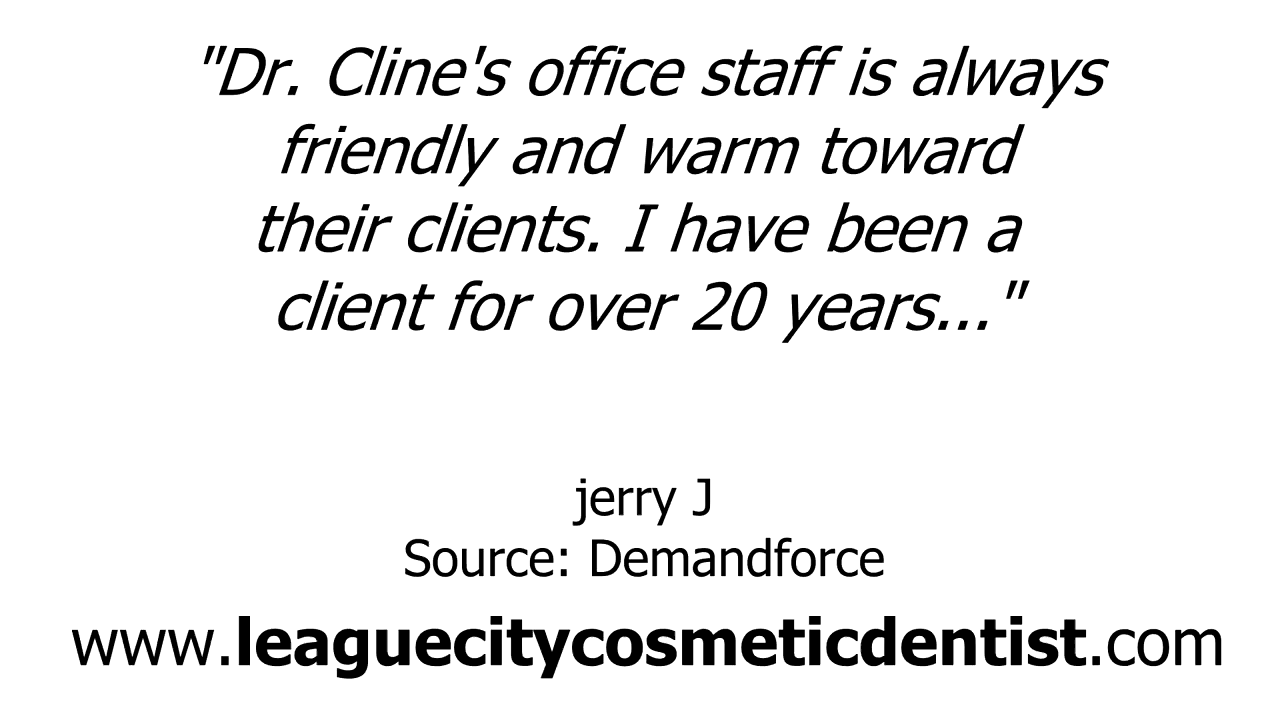 "Dr. Cline's office staff is always
friendly and warm toward
their clients. I have been a
client for over 20 years..."
jerry J
Source: Demandforce
www.leaguecitycosmeticdentist.com